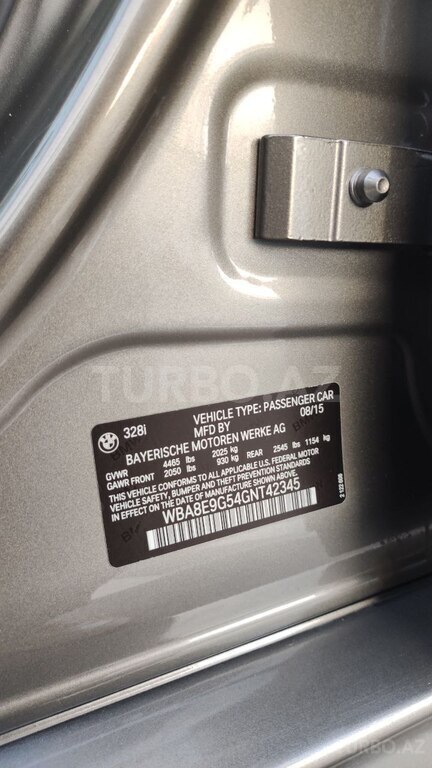 TURBO.AZ
328i VEHICLE TYPE: PASSENGER CAR
MFD BY 08/15
BAYERISCHE MOTOREN WERKE AG
GVWR 4465 lbs 2025 kg
GAWR FRONT 2050 lbs 930 kg REAR 2545 lbs 1154 kg
THIS VEHICLE CONFORMS TO ALL APPLICABLE U.S. FEDERAL MOTOR
VEHICLE SAFETY, BUMPER, AND THEFT PREVENTION STANDARDS
IN EFFECT ON THE DATE OF MANUFACTURE SHOWN ABOVE.
WBA8E9G54GNT42345
TURBO.AZ